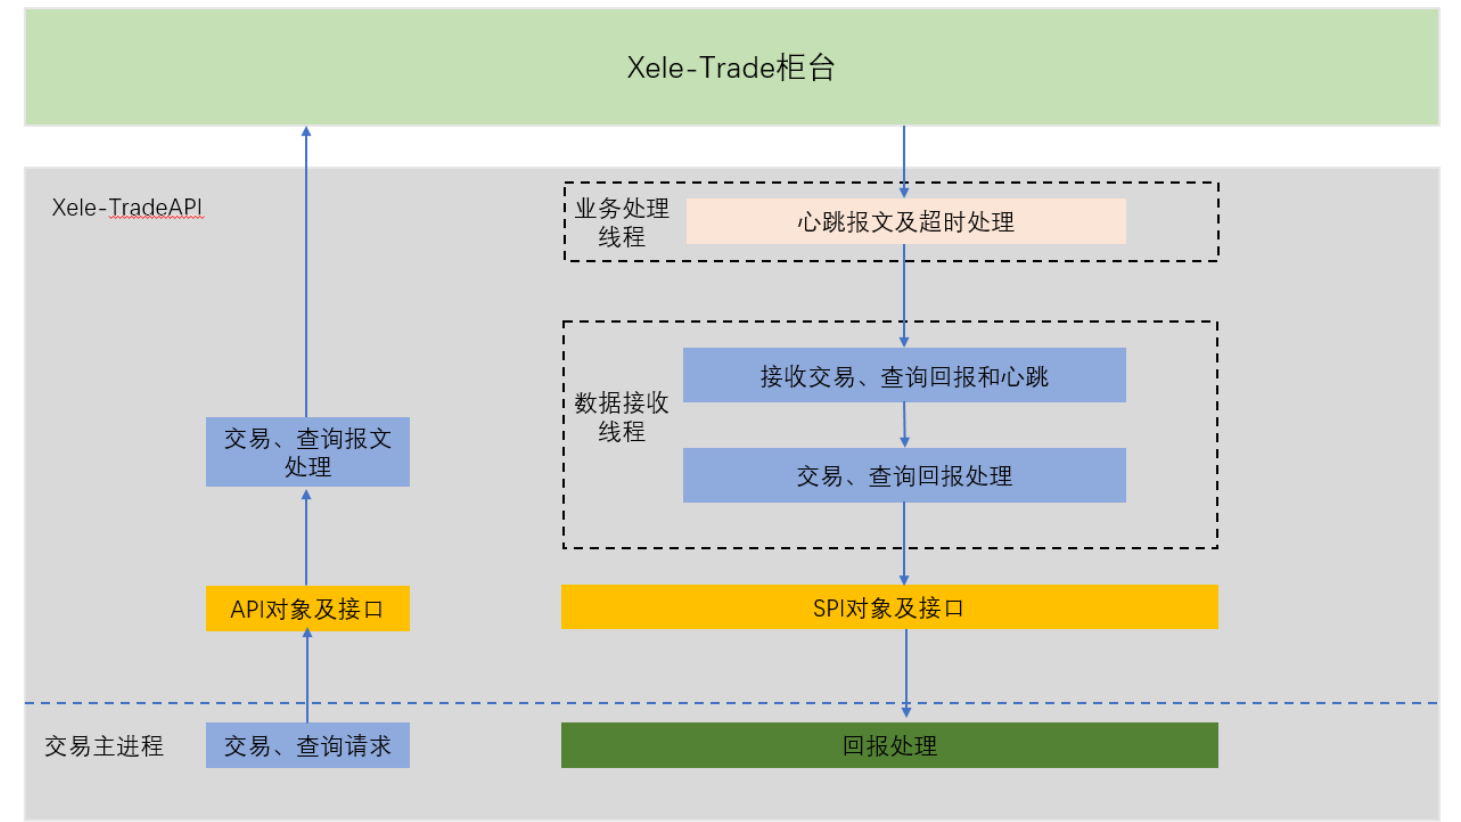 Xele-Trade柜台
Xele-TradeAPI
业务处理
线程
心跳报文及超时处理
数据接收
线程
接收交易、查询回报和心跳
交易、查询回报处理
交易、查询报文
处理
API对象及接口
SPI对象及接口
交易主进程
交易、查询请求
回报处理